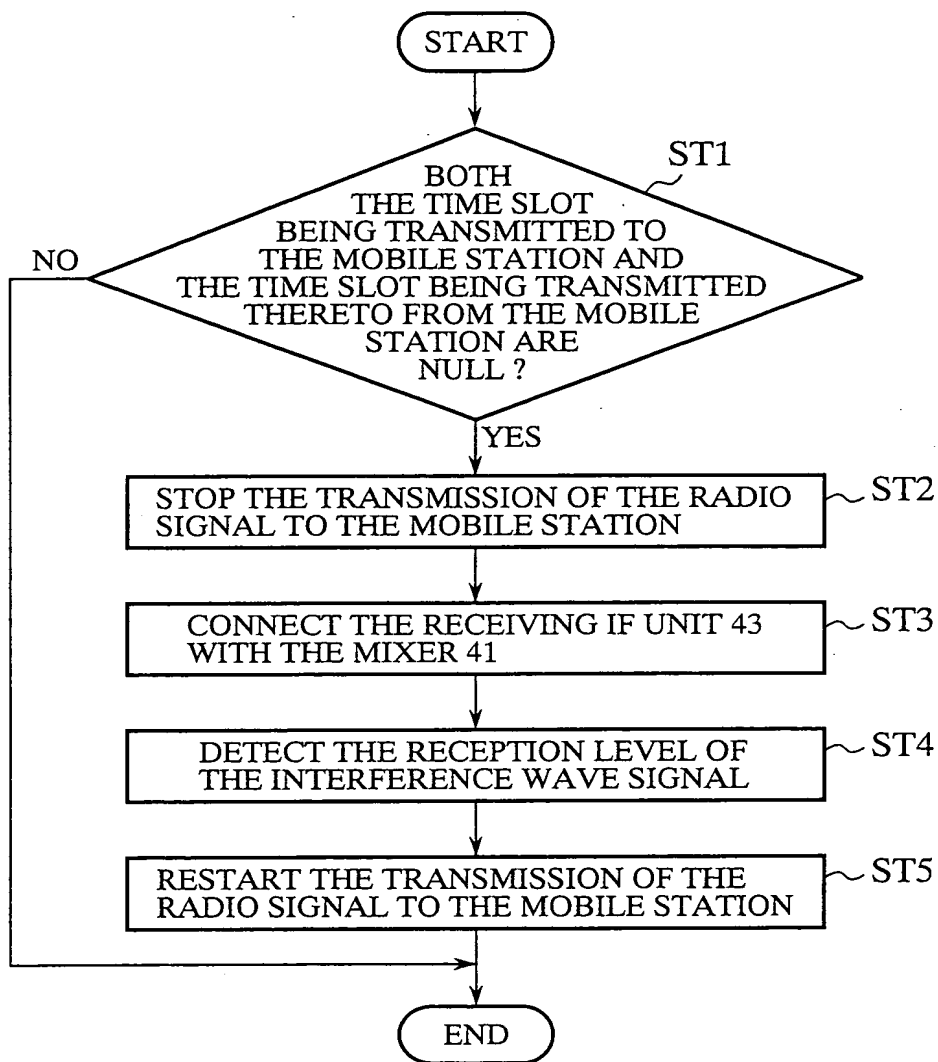 START
ST1
BOTH
THE TIME SLOT
BEING TRANSMITTED TO
THE MOBILE STATION AND
THE TIME SLOT BEING TRANSMITTED
THERETO FROM THE MOBILE
STATION ARE
NULL ?
NO
YES
STOP THE TRANSMISSION OF THE RADIO
SIGNAL TO THE MOBILE STATION
ST2
CONNECT THE RECEIVING IF UNIT 43
WITH THE MIXER 41
ST3
DETECT THE RECEPTION LEVEL OF
THE INTERFERENCE WAVE SIGNAL
ST4
RESTART THE TRANSMISSION OF THE
RADIO SIGNAL TO THE MOBILE STATION
ST5
END